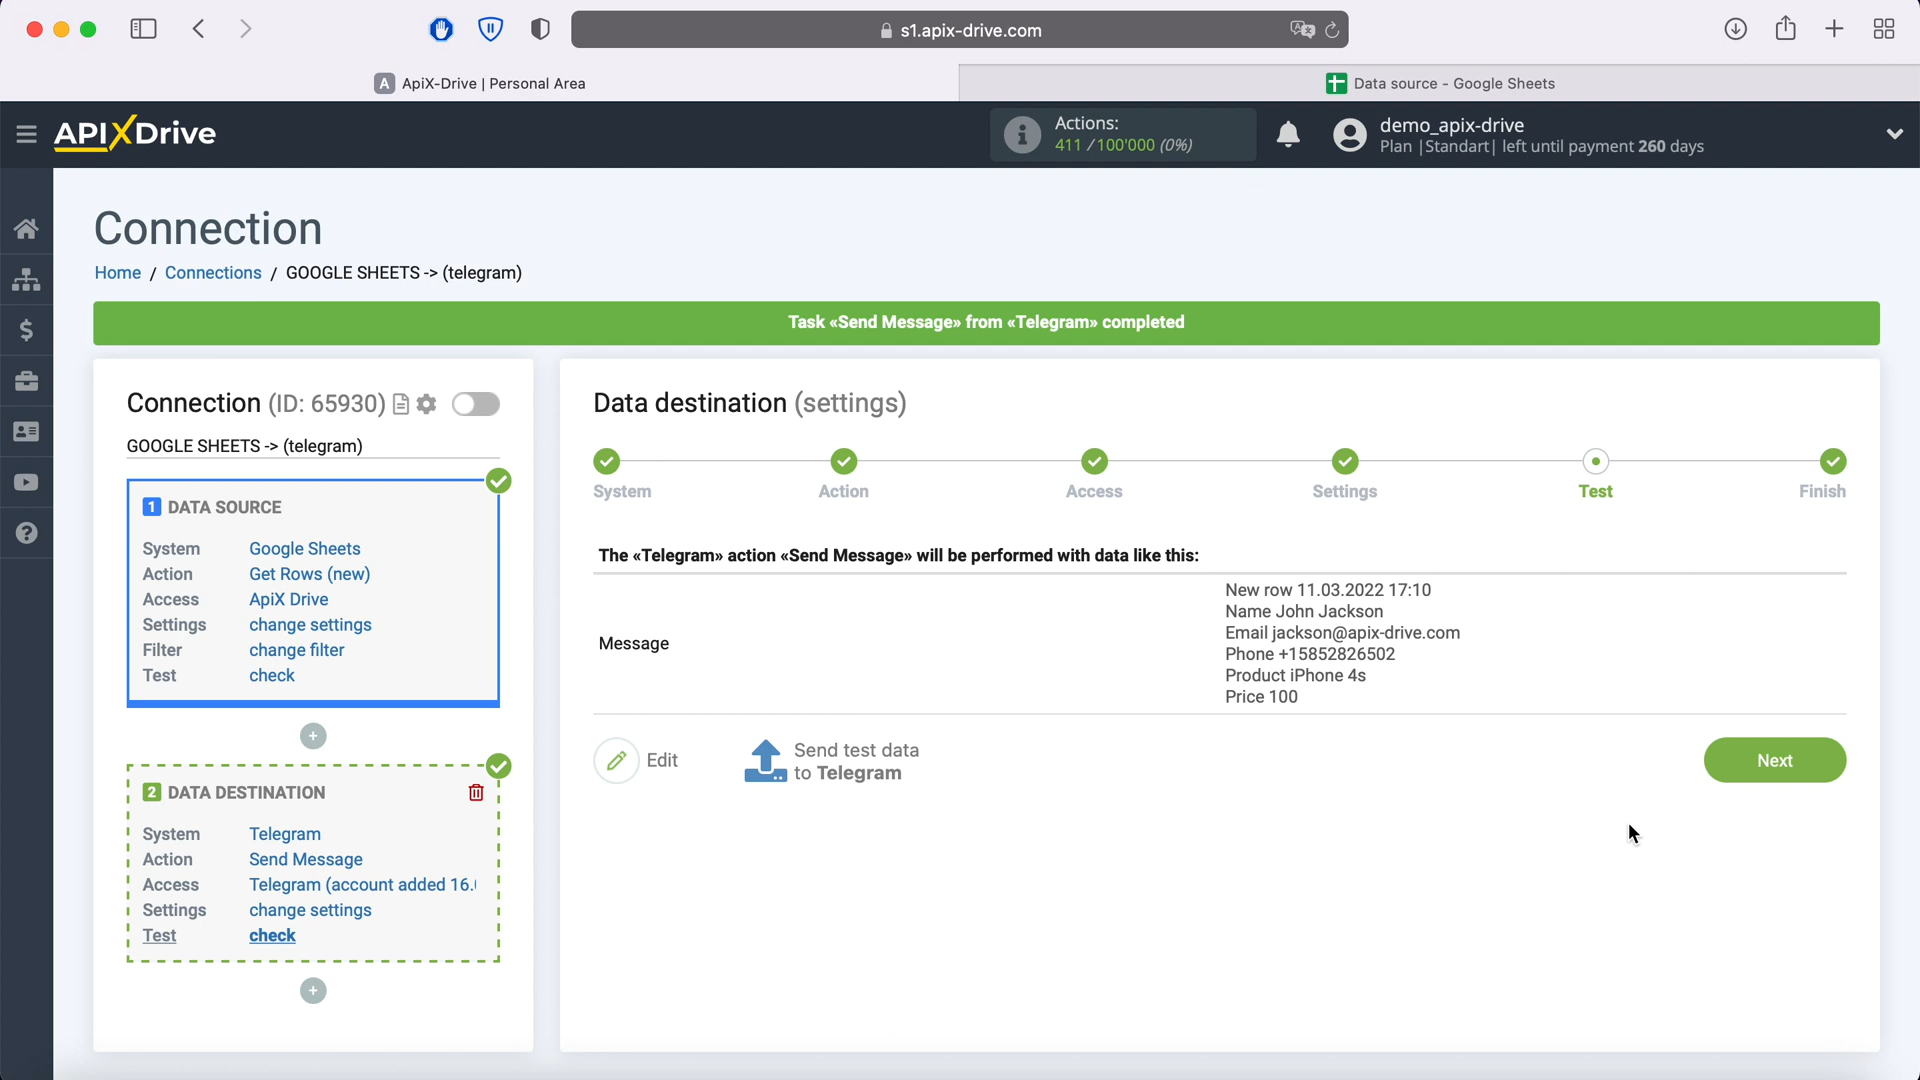 s1.apix-drive.com
A ApiX-Drive | Personal Area
Data source - Google Sheets
APIXDrive
Actions:
411 /100'000 (0%)
demo_apix-drive
Plan |Standart| left until payment 260 days
Connection
Home / Connections / GOOGLE SHEETS -> (telegram)
Task «Send Message» from «Telegram» completed
Connection (ID: 65930)
GOOGLE SHEETS -> (telegram)
1 DATA SOURCE
System Google Sheets
Action Get Rows (new)
Access ApiX Drive
Settings change settings
Filter change filter
Test check
2 DATA DESTINATION
System Telegram
Action Send Message
Access Telegram (account added 16.
Settings change settings
Test check
Data destination (settings)
System Action Access Settings Test Finish
The «Telegram» action «Send Message» will be performed with data like this:
Message
New row 11.03.2022 17:10
Name John Jackson
Email jackson@apix-drive.com
Phone +15852826502
Product iPhone 4s
Price 100
Edit
Send test data
to Telegram
Next